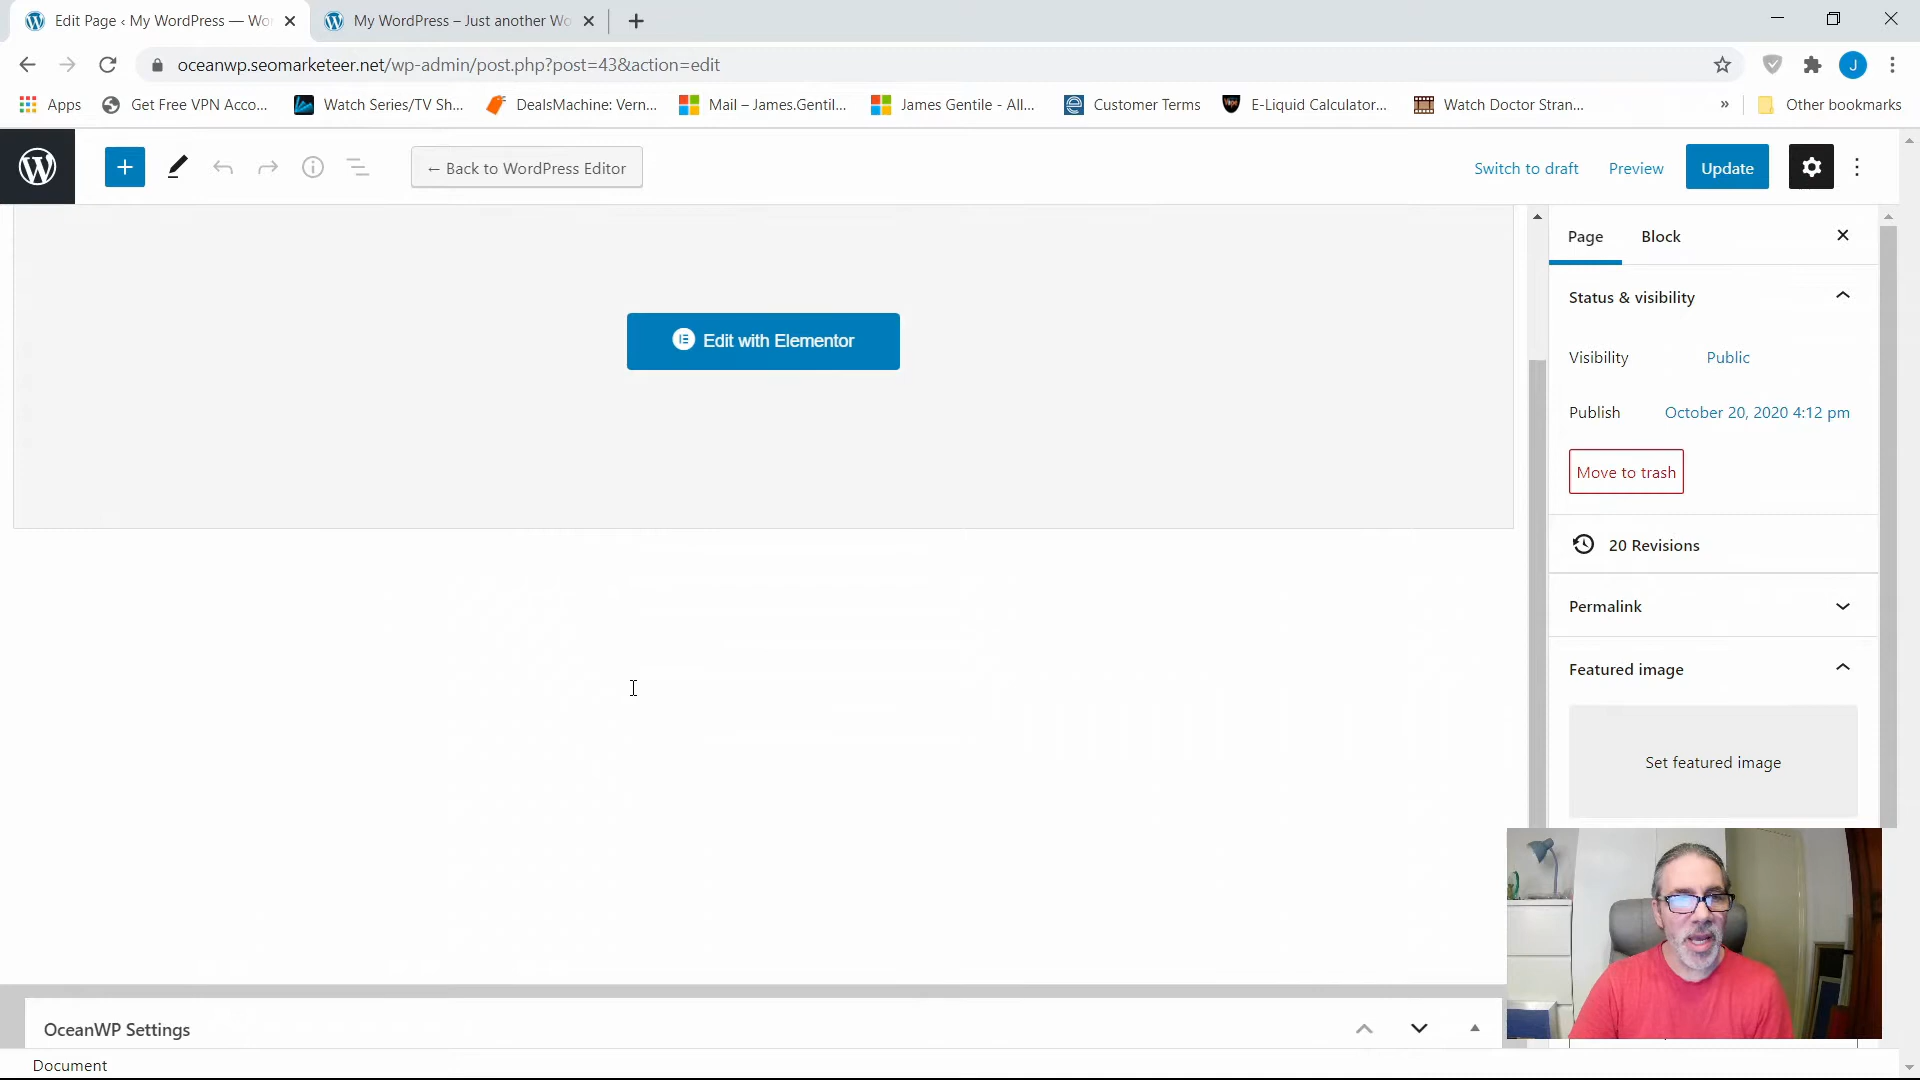 Edit Page ‹ My WordPress — Wo
My WordPress – Just another Wo
oceanwp.seomarketeer.net/wp-admin/post.php?post=43&action=edit
J
Apps
Get Free VPN Acco...
Watch Series/TV Sh...
DealsMachine: Vern...
Mail – James.Gentil...
James Gentile - All...
Customer Terms
E-Liquid Calculator...
Watch Doctor Stran...
»
Other bookmarks
← Back to WordPress Editor
Switch to draft
Preview
Update
Page
Block
Status & visibility
Edit with Elementor
Visibility
Public
Publish
October 20, 2020 4:12 pm
Move to trash
20 Revisions
Permalink
Featured image
Set featured image
OceanWP Settings
Document